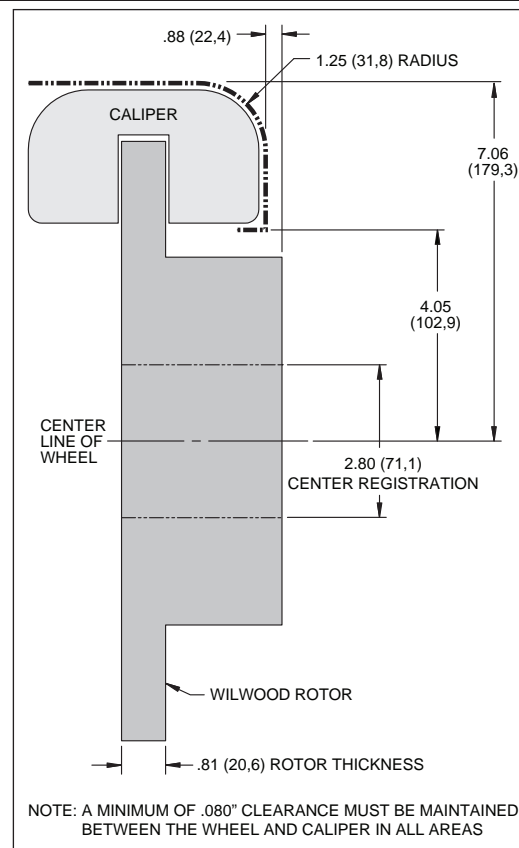 .88 (22,4)
1.25 (31,8) RADIUS
CALIPER
7.06
(179,3)
4.05
(102,9)
CENTER
LINE OF
WHEEL
2.80 (71,1)
CENTER REGISTRATION
WILWOOD ROTOR
.81 (20,6) ROTOR THICKNESS
NOTE: A MINIMUM OF .080" CLEARANCE MUST BE MAINTAINED
BETWEEN THE WHEEL AND CALIPER IN ALL AREAS